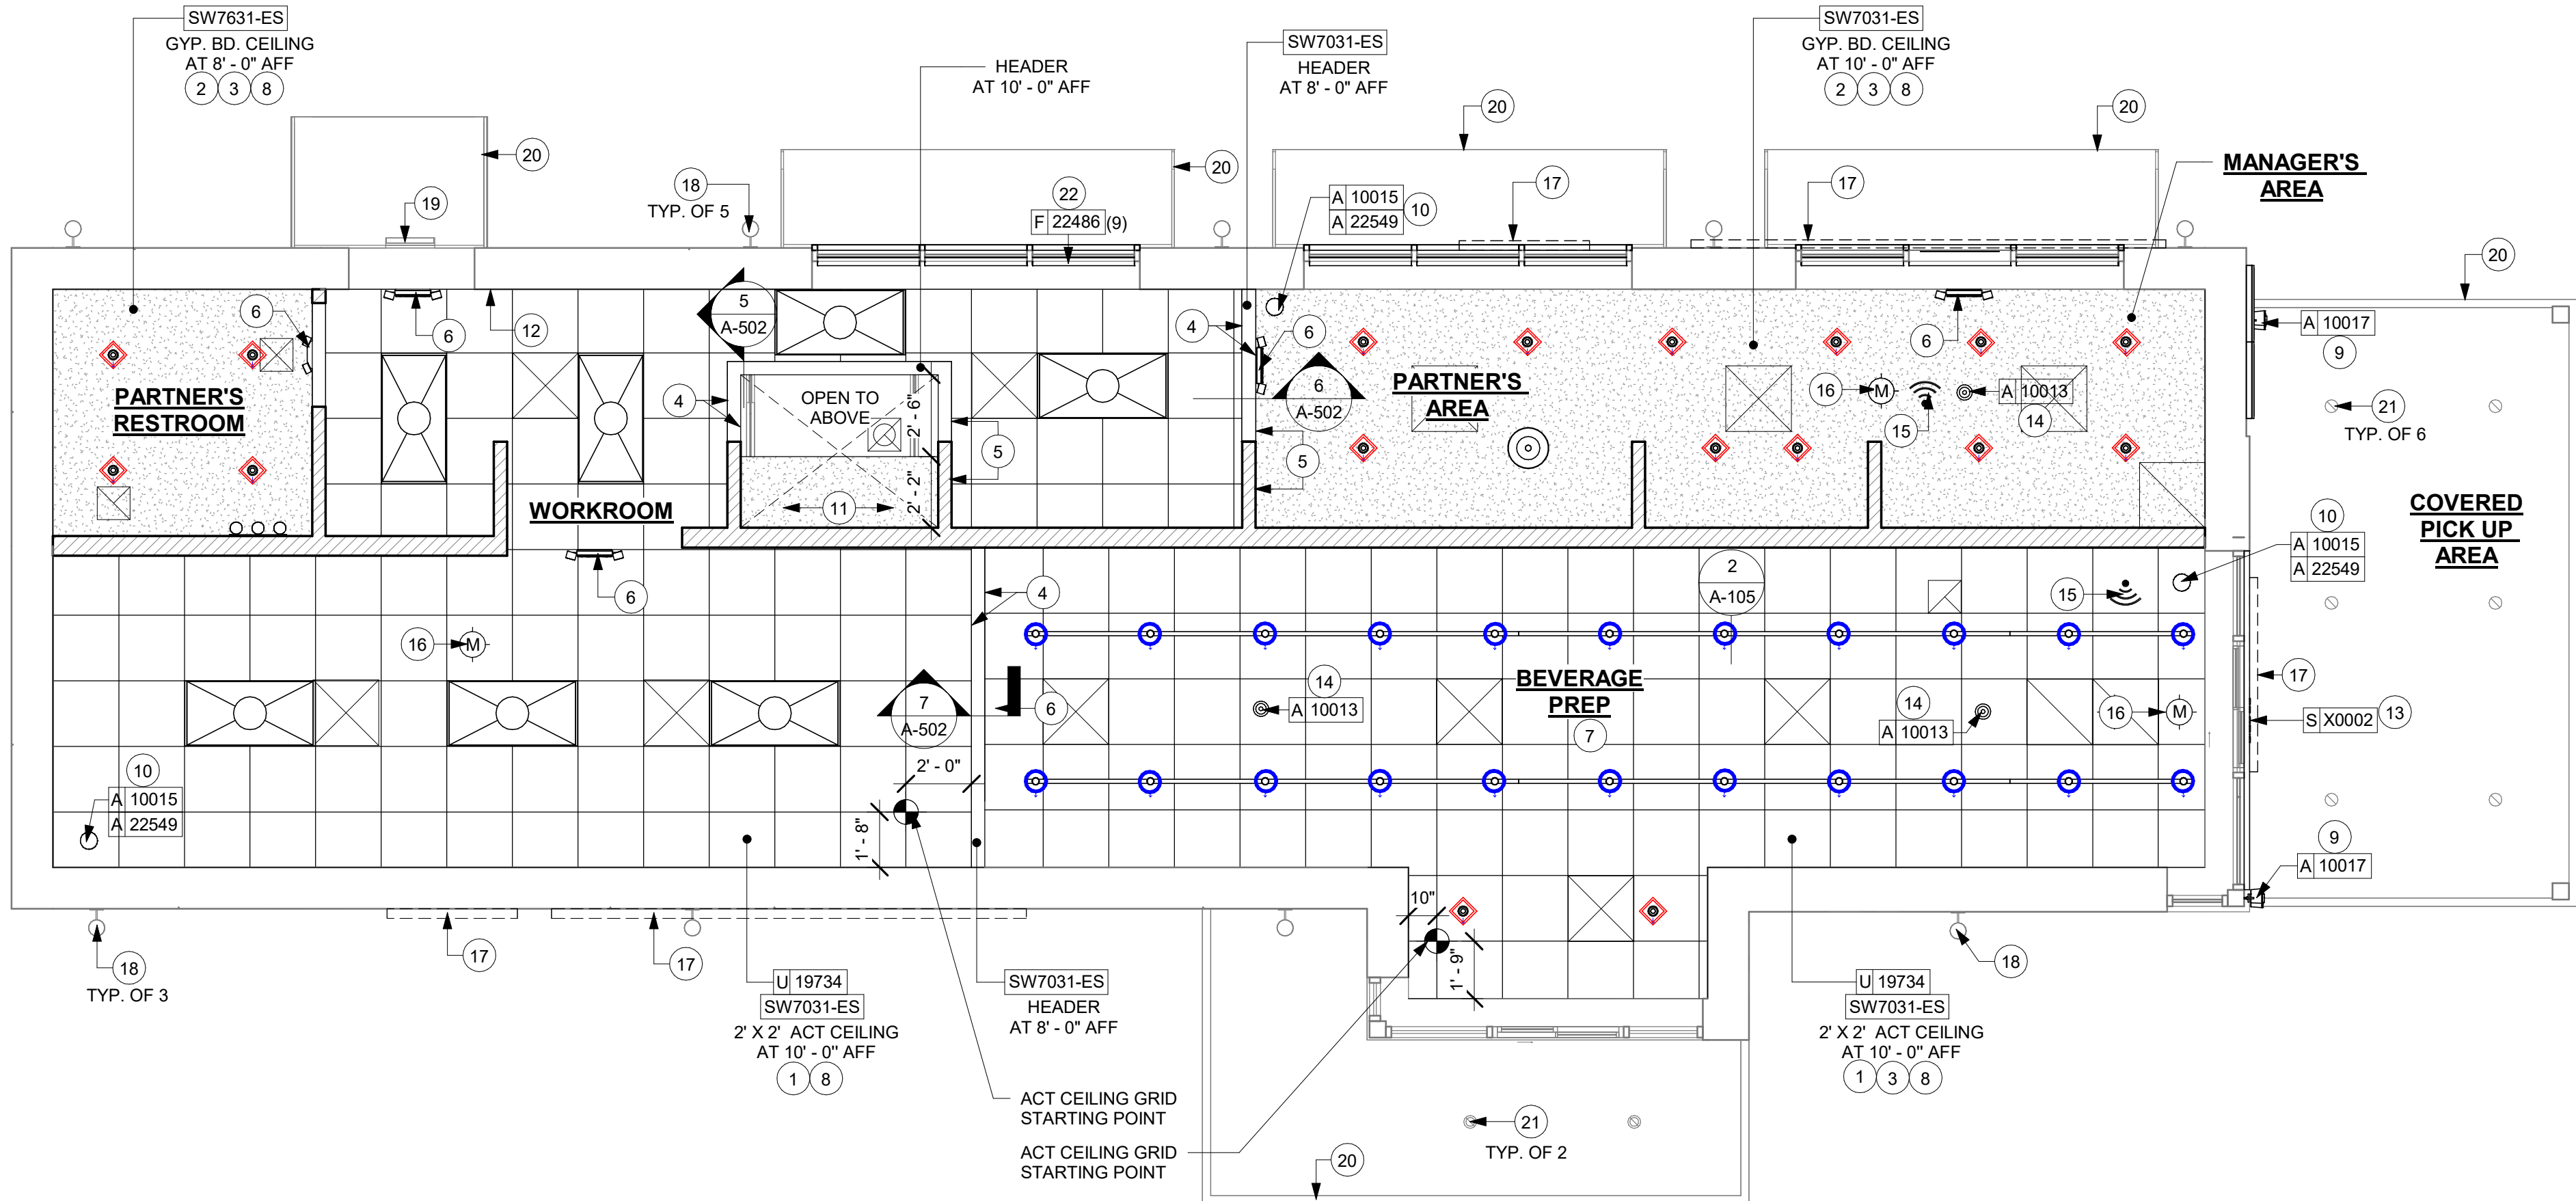 SW7631-ES
GYP. BD. CEILING
AT 8' - 0" AFF
2 3 8
HEADER
AT 10' - 0" AFF
SW7031-ES
HEADER
AT 8' - 0" AFF
SW7031-ES
GYP. BD. CEILING
AT 10' - 0" AFF
2 3 8
20
20
20
20
MANAGER'S
AREA
19
18
TYP. OF 5
22
F 22486 (9)
A 10015
A 22549
10
17
17
20
6
6
12
5
A-502
4
6
6
A-502
6
A 10017
9
PARTNER'S
RESTROOM
4
OPEN TO
ABOVE
2' - 6"
5
2' - 2"
11
PARTNER'S
AREA
5
16
M
15
A 10013
14
21
TYP. OF 6
WORKROOM
COVERED
PICK UP
AREA
10
A 10015
A 22549
6
4
2
A-105
15
16
M
7
A-502
6
14
A 10013
BEVERAGE
PREP
7
14
A 10013
16
M
17
S X0002
13
10
A 10015
A 22549
2' - 0"
1' - 8"
9
A 10017
10"
1' - 9"
18
TYP. OF 3
17
17
U 19734
SW7031-ES
2' X 2' ACT CEILING
AT 10' - 0" AFF
1 8
SW7031-ES
HEADER
AT 8' - 0" AFF
U 19734
SW7031-ES
2' X 2' ACT CEILING
AT 10' - 0" AFF
1 3 8
18
ACT CEILING GRID
STARTING POINT
ACT CEILING GRID
STARTING POINT
21
TYP. OF 2
20